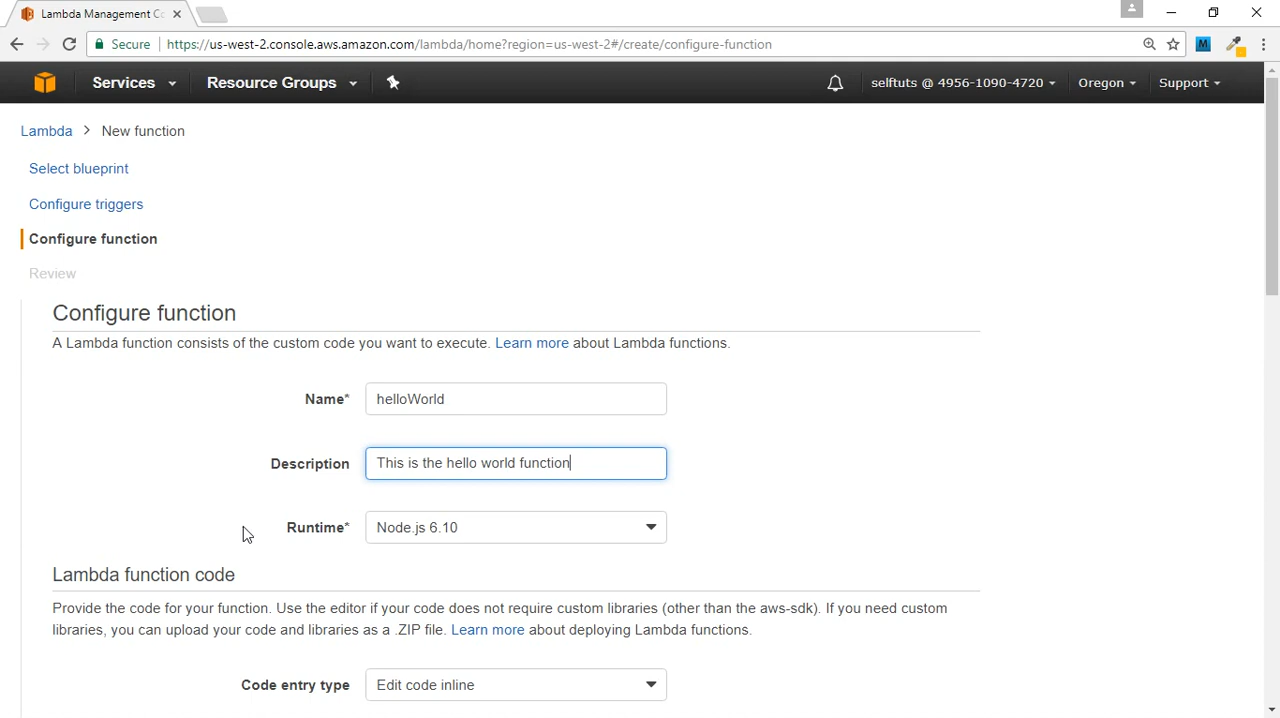 Lambda Management Co
Secure https://us-west-2.console.aws.amazon.com/lambda/home?region=us-west-2#/create/configure-function
M
Services Resource Groups selftuts @ 4956-1090-4720 Oregon Support
Lambda > New function
Select blueprint
Configure triggers
Configure function
Review
Configure function
A Lambda function consists of the custom code you want to execute. Learn more about Lambda functions.
Name* helloWorld
Description This is the hello world function
Runtime* Node.js 6.10
Lambda function code
Provide the code for your function. Use the editor if your code does not require custom libraries (other than the aws-sdk). If you need custom
libraries, you can upload your code and libraries as a .ZIP file. Learn more about deploying Lambda functions.
Code entry type Edit code inline